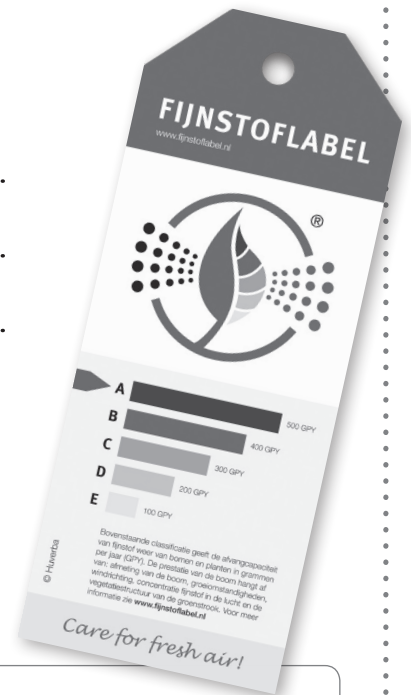 FIJNSTOFLABEL
www.fijnstoflabel.nl
®
A 500 GPY
B 400 GPY
C 300 GPY
D 200 GPY
E 100 GPY
Bovenstaande classificatie geeft de afvangcapaciteit
van fijnstof weer van bomen en planten in grammen
per jaar (GPY). De prestatie van de boom hangt af
van: afmeting van de boom, groeiomstandigheden,
windrichting, concentratie fijnstof in de lucht en de
vegetatiestructuur van de groenstrook. Voor meer
informatie zie www.fijnstoflabel.nl
© Huverba
Care for fresh air!